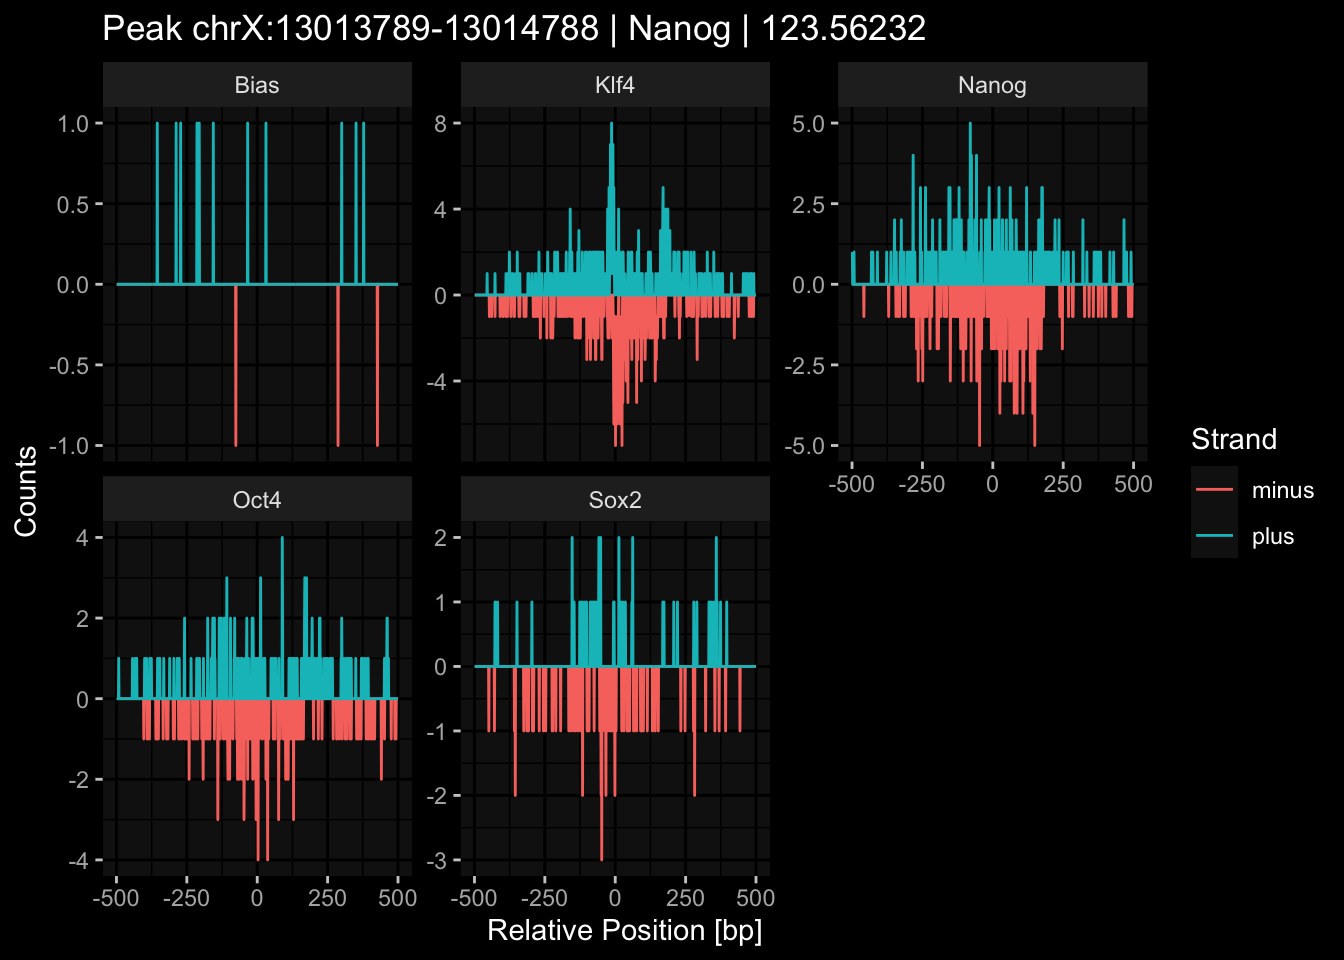 Peak chrX:13013789-13014788 | Nanog | 123.56232
Bias
Klf4
Nanog
1.0
0.5
0.0
-0.5
-1.0
8
4
0
-4
5.0
2.5
0.0
-2.5
-5.0
-500 -250 0 250 500
Counts
Oct4
Sox2
4
2
0
-2
-4
2
1
0
-1
-2
-3
-500 -250 0 250 500
-500 -250 0 250 500
Relative Position [bp]
Strand
minus
plus